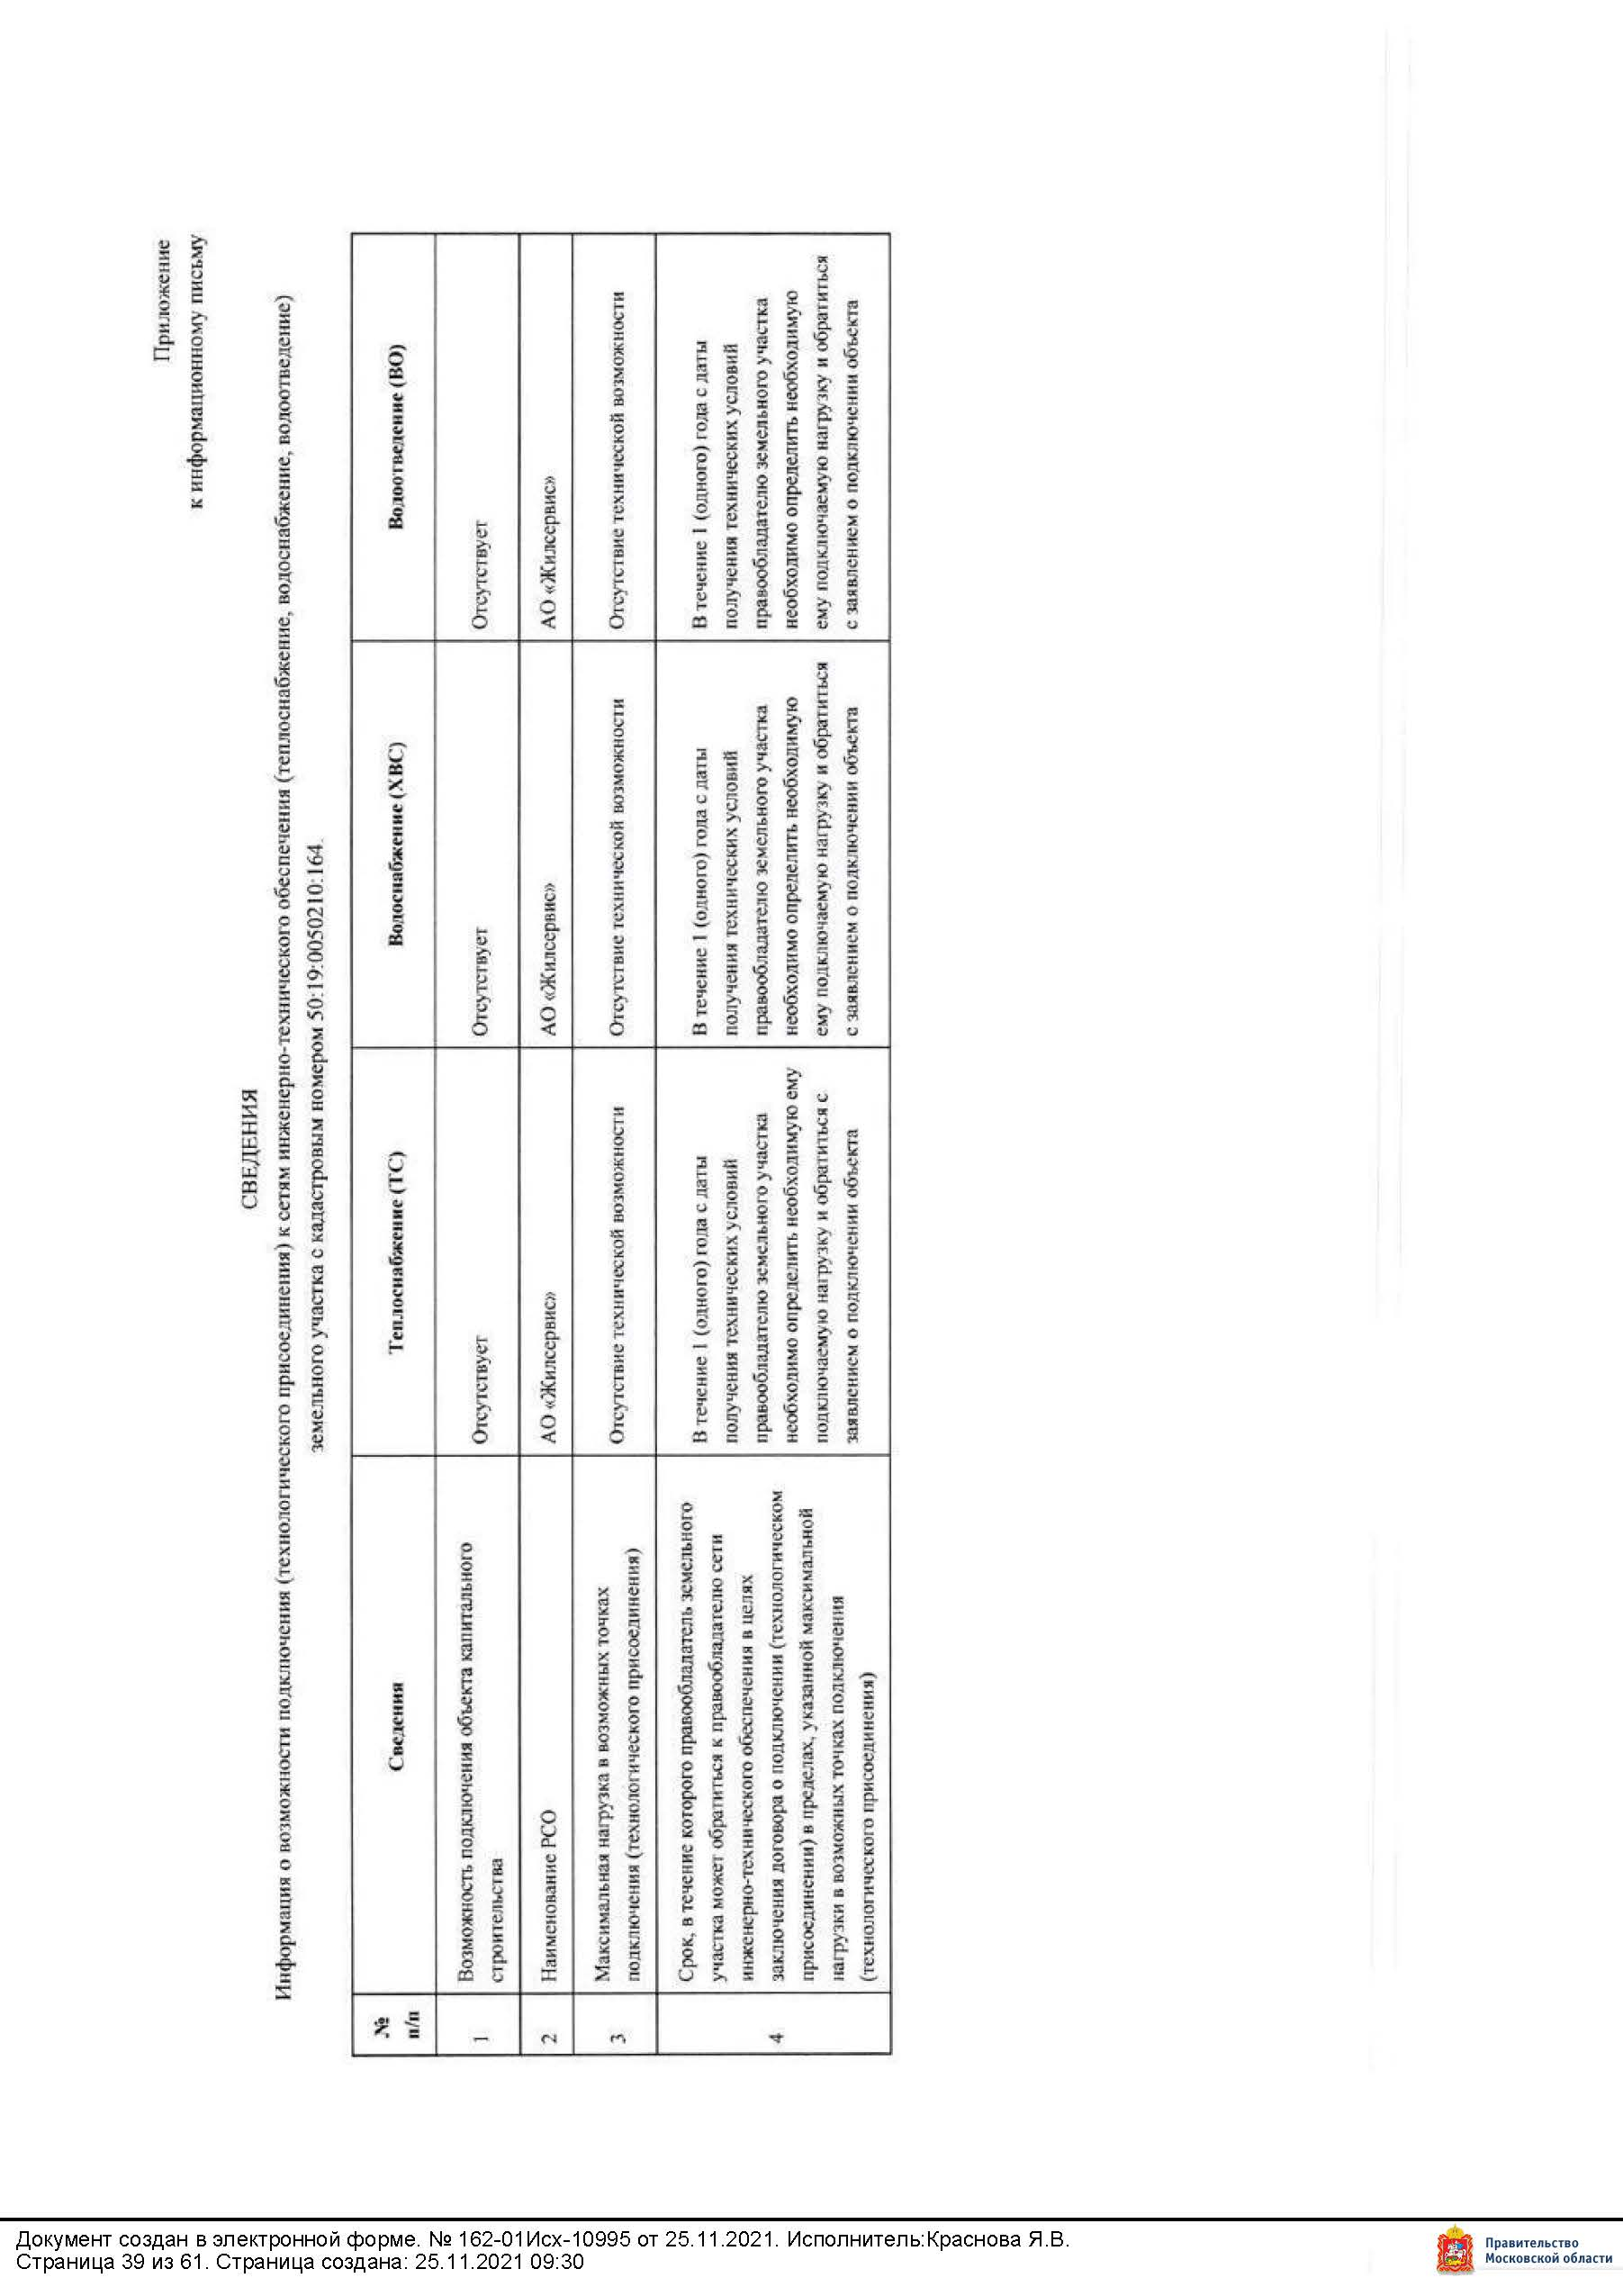 Приложение
к информационному письму
СВЕДЕНИЯ
Информация о возможности подключения (технологического присоединения) к сетям инженерно-технического обеспечения (теплоснабжение, водоснабжение, водоотведение)
земельного участка с кадастровым номером 50:19:0050210:164.
№
п/п
Сведения
Теплоснабжение (ТС)
Водоснабжение (ХВС)
Водоотведение (ВО)
1
Возможность подключения объекта капитального
строительства
Отсутствует
Отсутствует
Отсутствует
2
Наименование РСО
АО «Жилсервис»
АО «Жилсервис»
АО «Жилсервис»
3
Максимальная нагрузка в возможных точках
подключения (технологического присоединения)
Отсутствие технической возможности
Отсутствие технической возможности
Отсутствие технической возможности
4
Срок, в течение которого правообладатель земельного
участка может обратиться к правообладателю сети
инженерно-технического обеспечения в целях
заключения договора о подключении (технологическом
присоединении) в пределах, указанной максимальной
нагрузки в возможных точках подключения
(технологического присоединения)
В течение 1 (одного) года с даты
получения технических условий
правообладателю земельного участка
необходимо определить необходимую ему
подключаемую нагрузку и обратиться с
заявлением о подключении объекта
В течение 1 (одного) года с даты
получения технических условий
правообладателю земельного участка
необходимо определить необходимую
ему подключаемую нагрузку и обратиться
с заявлением о подключении объекта
В течение 1 (одного) года с даты
получения технических условий
правообладателю земельного участка
необходимо определить необходимую
ему подключаемую нагрузку и обратиться
с заявлением о подключении объекта
Документ создан в электронной форме. № 162-01Исх-10995 от 25.11.2021. Исполнитель:Краснова Я.В.
Страница 39 из 61. Страница создана: 25.11.2021 09:30
Правительство
Московской области